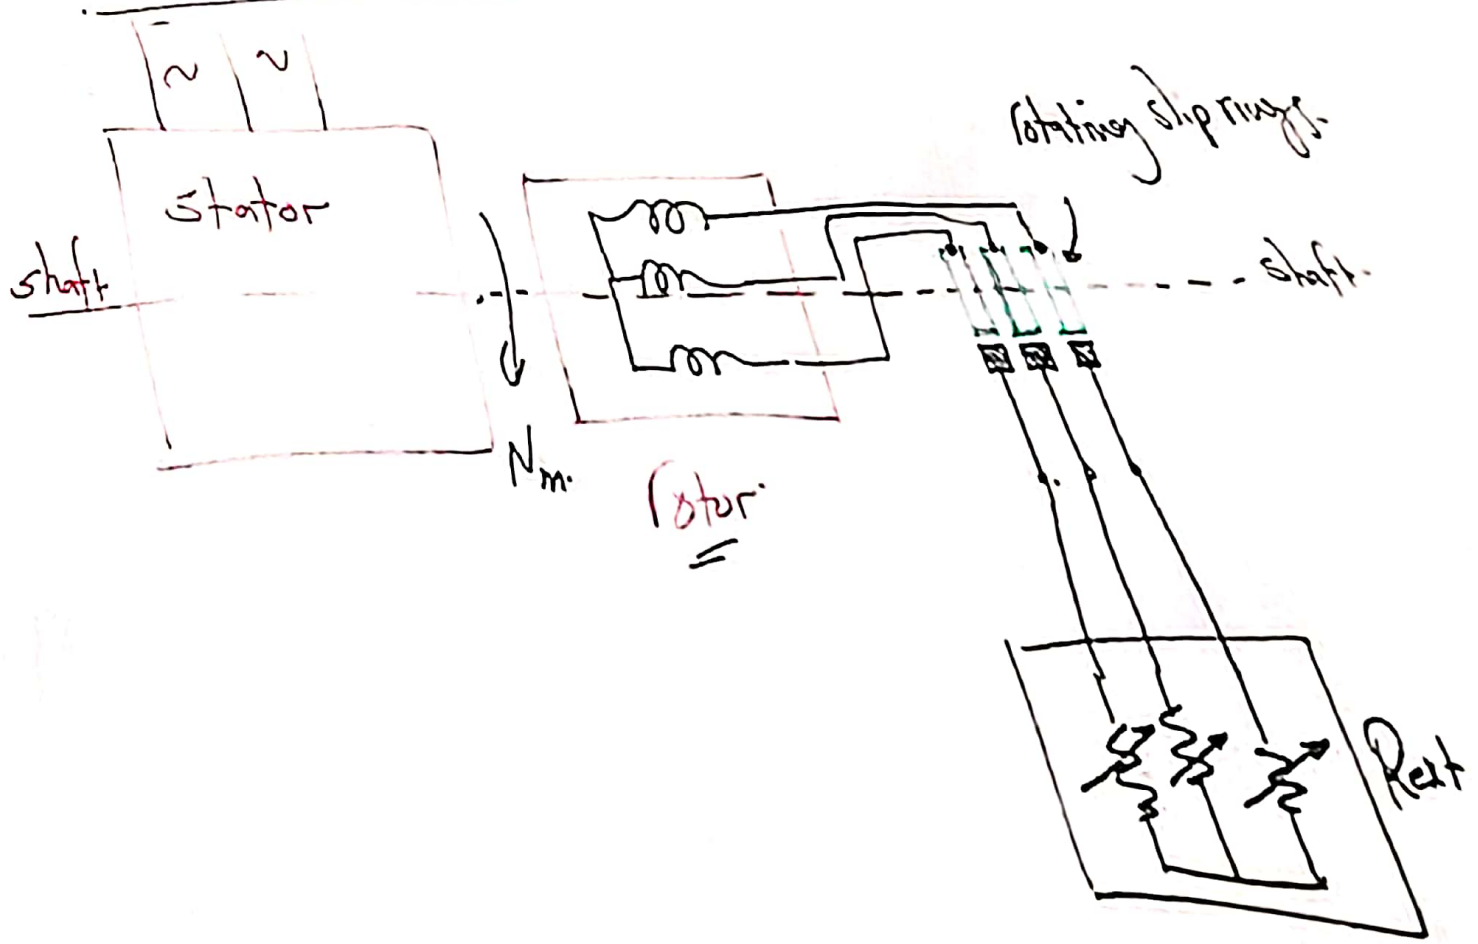 ~ ~
rotating slip rings.
stator
shaft
shaft.
Nm.
rotor.
Rext